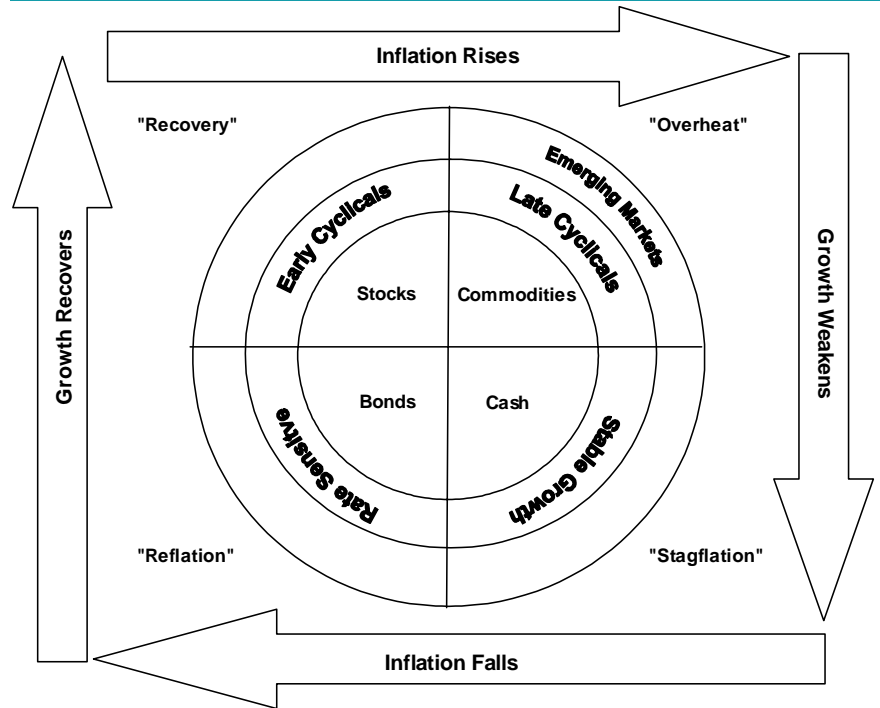 Inflation Rises
"Recovery"
"Overheat"
Emerging Markets
Early Cyclicals
Late Cyclicals
Growth Recovers
Growth Weakens
Stocks
Commodities
Bonds
Cash
Rate Sensitve
Stable Growth
"Reflation"
"Stagflation"
Inflation Falls